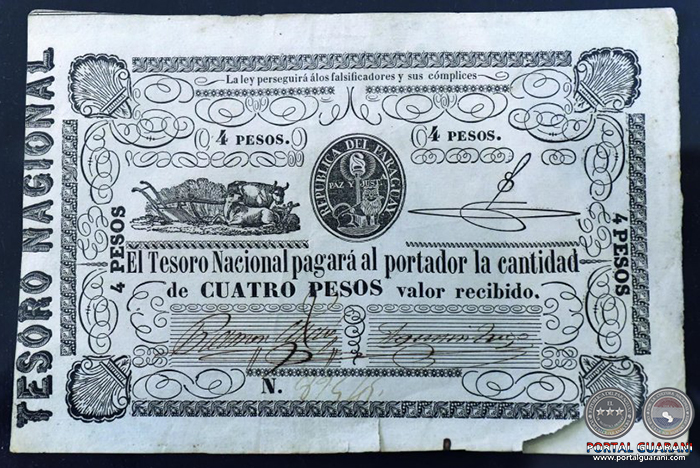 TESORO NACIONAL
La ley perseguirá álos falsificadores y sus cómplices
4 PESOS.
4 PESOS.
REPUBLICA DEL PARAGUAY
PAZ Y JUSTICIA
4 PESOS
4 PESOS
El Tesoro Nacional pagará al portador la cantidad
de CUATRO PESOS valor recibido.
N.
PORTAL GUARANI
www.portalguarani.com